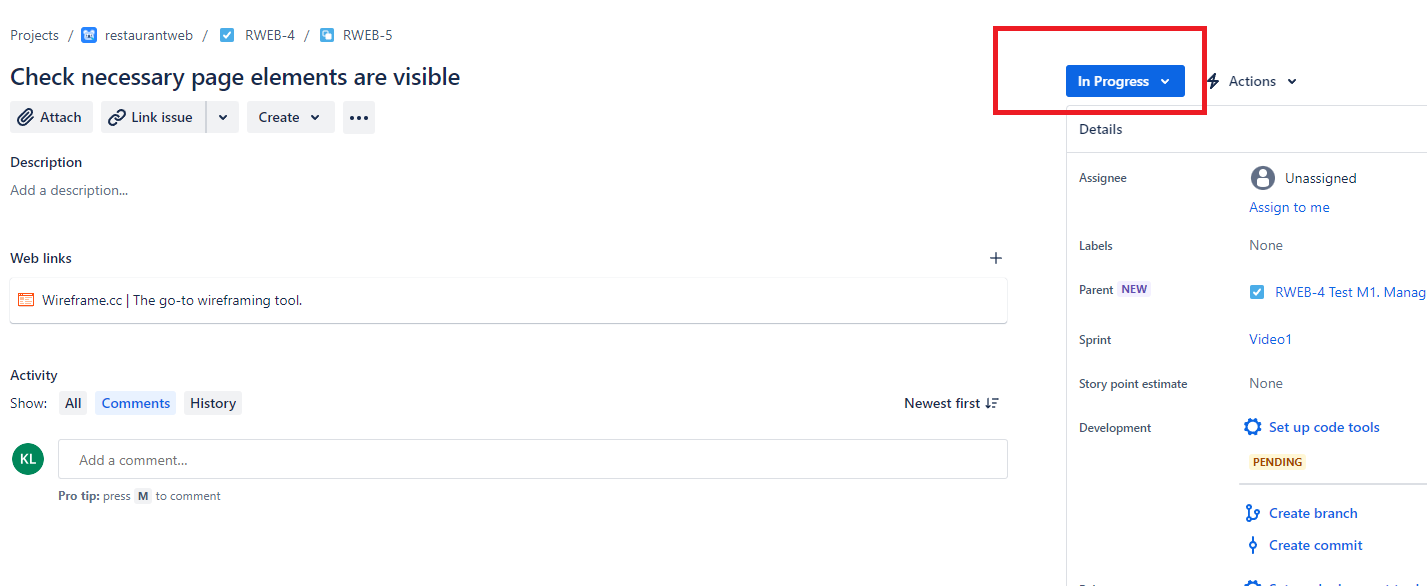 Projects / restaurantweb / RWEB-4 / RWEB-5
Check necessary page elements are visible
Attach Link issue Create
Description
Add a description...
Web links
Wireframe.cc | The go-to wireframing tool.
Activity
Show: All Comments History Newest first
KL Add a comment...
Pro tip: press M to comment
In Progress Actions
Details
Assignee Unassigned
Assign to me
Labels None
Parent NEW RWEB-4 Test M1. Manag
Sprint Video1
Story point estimate None
Development Set up code tools
PENDING
Create branch
Create commit